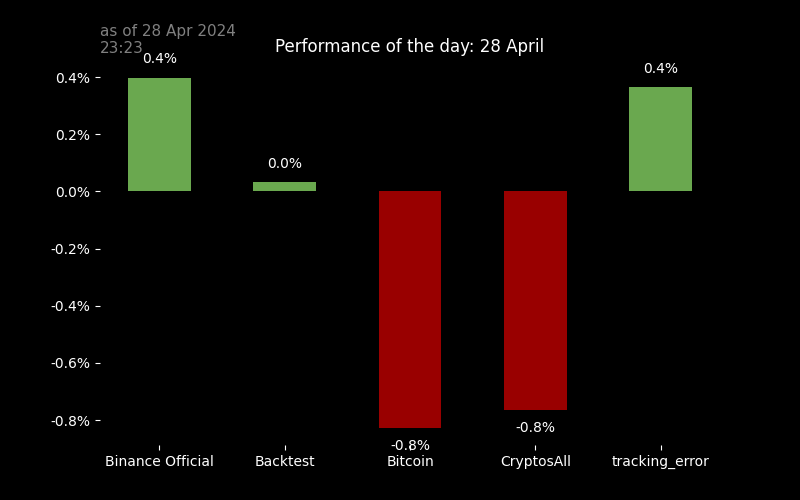 as of 28 Apr 2024
23:23
Performance of the day: 28 April
0.4%
0.0%
-0.8%
-0.8%
0.4%
0.4%
0.2%
0.0%
-0.2%
-0.4%
-0.6%
-0.8%
Binance Official
Backtest
Bitcoin
CryptosAll
tracking_error